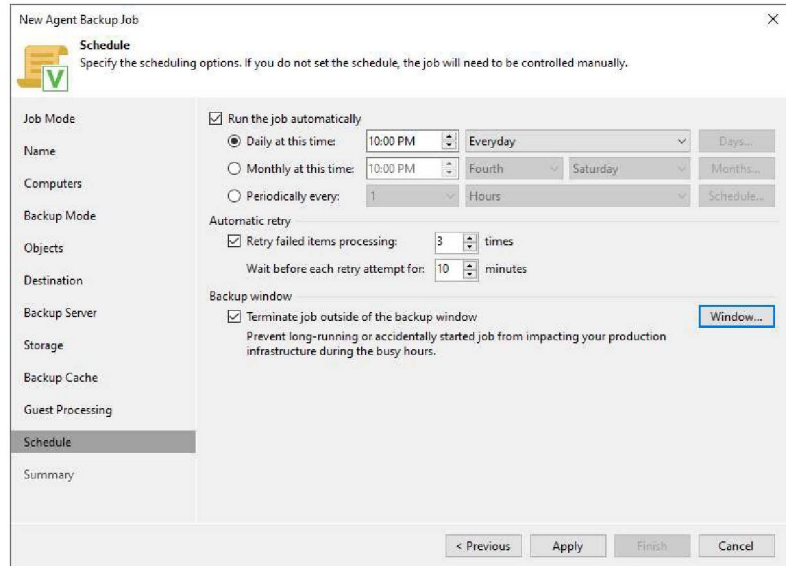 New Agent Backup Job
Schedule
Specify the scheduling options. If you do not set the schedule, the job will need to be controlled manually.
Job Mode
Name
Computers
Backup Mode
Objects
Destination
Backup Server
Storage
Backup Cache
Guest Processing
Schedule
Summary
Run the job automatically
Daily at this time: 10:00 PM Everyday Days...
Monthly at this time: 10:00 PM Fourth Saturday Months...
Periodically every: 1 Hours Schedule...
Automatic retry
Retry failed items processing: 3 times
Wait before each retry attempt for: 10 minutes
Backup window
Terminate job outside of the backup window Window...
Prevent long-running or accidentally started job from impacting your production
infrastructure during the busy hours.
< Previous Apply Finish Cancel